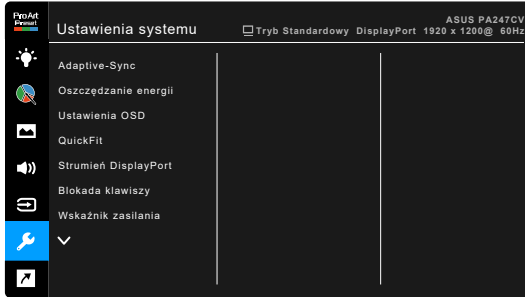 ProArt
Preset
Ustawienia systemu
ASUS PA247CV
Tryb Standardowy DisplayPort 1920 x 1200@ 60Hz
Adaptive-Sync
Oszczędzanie energii
Ustawienia OSD
QuickFit
Strumień DisplayPort
Blokada klawiszy
Wskaźnik zasilania